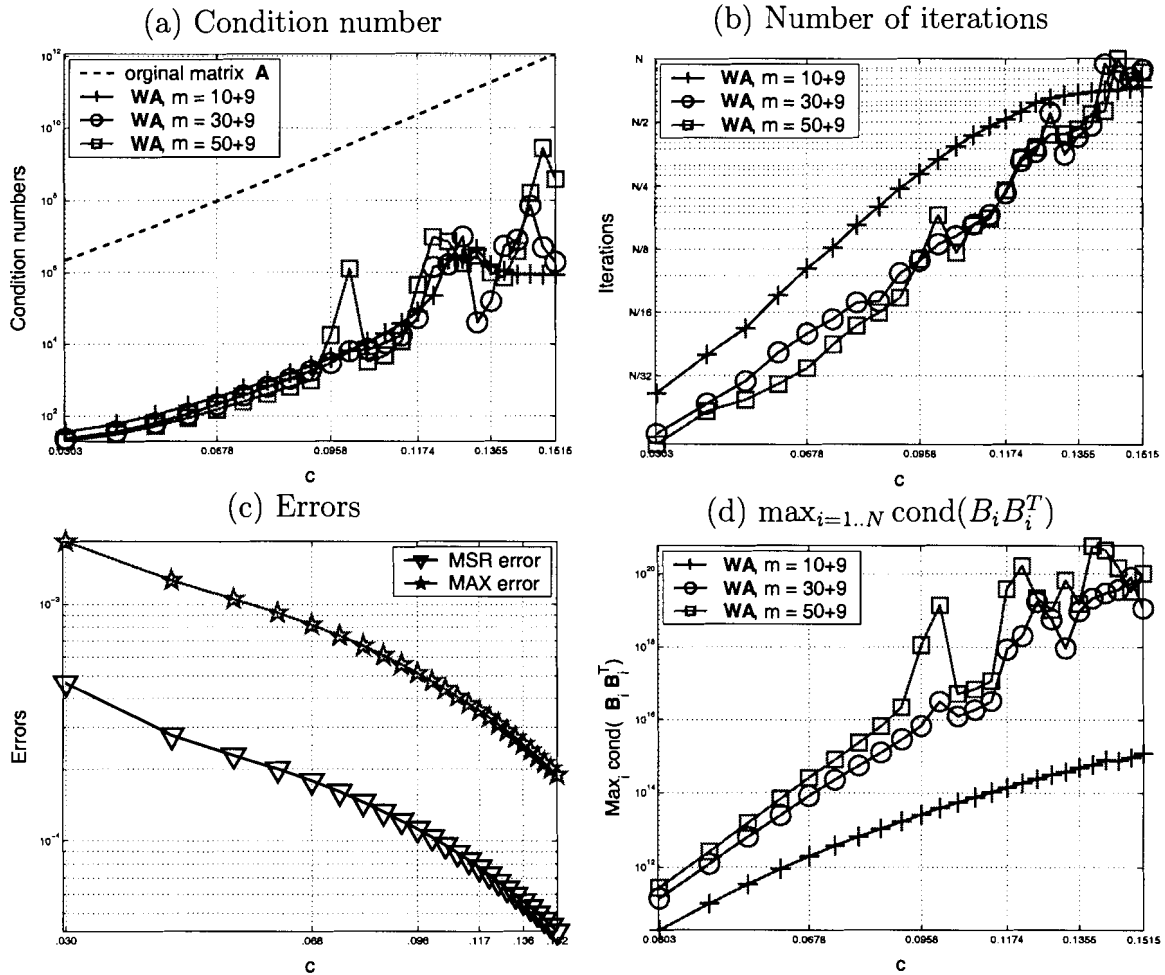 (a) Condition number
10^12
10^10
10^8
10^6
10^4
10^2
Condition numbers
orginal matrix A
WA, m = 10+9
WA, m = 30+9
WA, m = 50+9
0.0303
0.0678
0.0958
0.1174
0.1365
0.1515
c
(b) Number of iterations
N
N/2
N/4
N/8
N/16
N/32
Iterations
WA, m = 10+9
WA, m = 30+9
WA, m = 50+9
0.0303
0.0678
0.0958
0.1174
0.1355
0.1515
c
(c) Errors
10^-3
10^-4
Errors
MSR error
MAX error
.030
.068
.096
.117
.136
.152
c
(d) max_{i=1..N} cond(B_i B_i^T)
10^20
10^18
10^16
10^14
10^12
Max_i cond( B_i B_i^T)
WA, m = 10+9
WA, m = 30+9
WA, m = 50+9
0.0303
0.0678
0.0958
0.1174
0.1355
0.1515
c